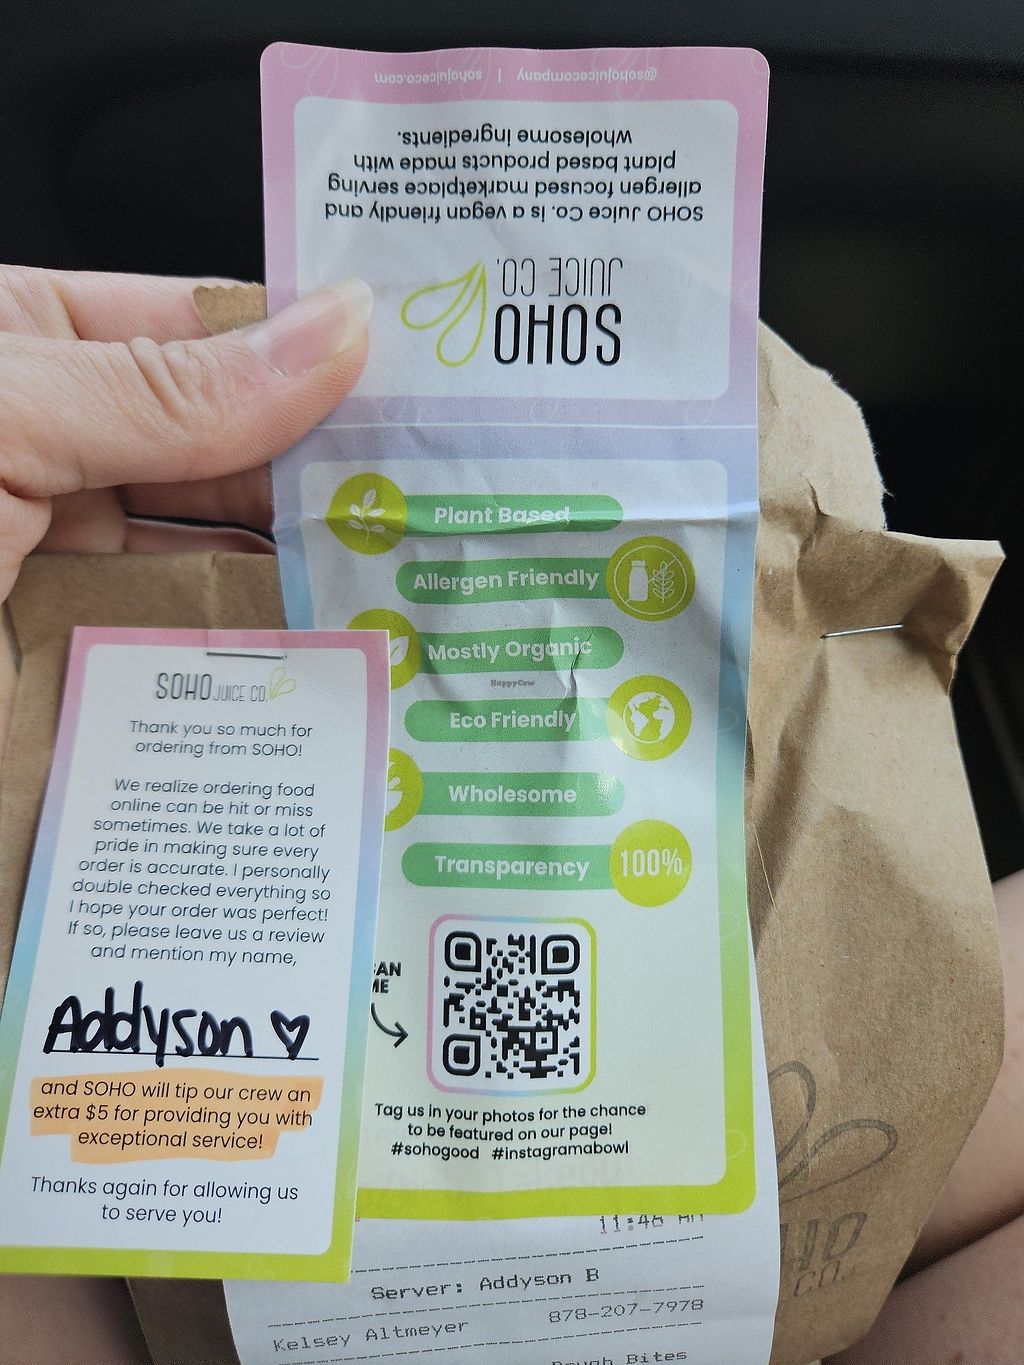 @sohojuicecompany | sohojuiceco.com
SOHO Juice Co. is a vegan friendly and
allergen focused marketplace serving
plant based products made with
wholesome ingredients.
SOHO
JUICE CO.
Plant Based
Allergen Friendly
Mostly Organic
HappyCow
Eco Friendly
Wholesome
Transparency 100%
Tag us in your photos for the chance
to be featured on our page!
#sohogood #instagramabowl
SOHO JUICE CO.
Thank you so much for
ordering from SOHO!
We realize ordering food
online can be hit or miss
sometimes. We take a lot of
pride in making sure every
order is accurate. I personally
double checked everything so
I hope your order was perfect!
If so, please leave us a review
and mention my name,
Addyson
and SOHO will tip our crew an
extra $5 for providing you with
exceptional service!
Thanks again for allowing us
to serve you!
11:46 AM
Server: Addyson B
Kelsey Altmeyer 878-207-7978
Dough Bites
CO.